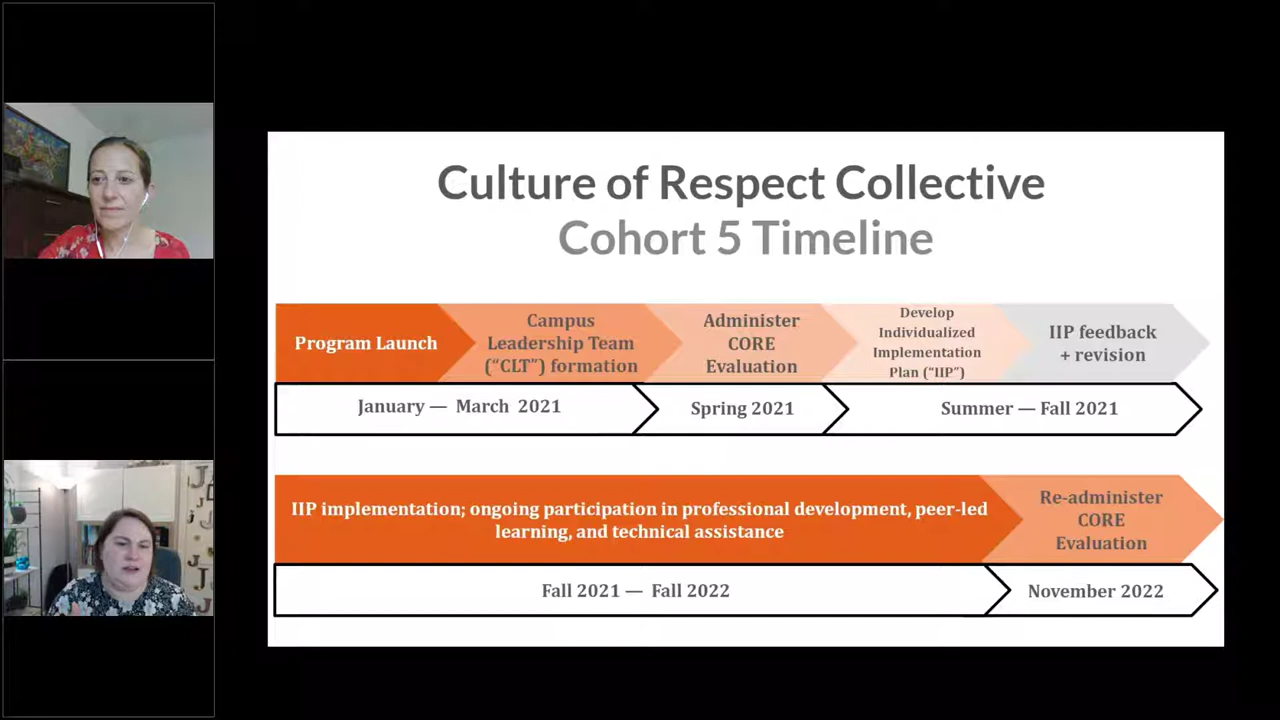 Culture of Respect Collective
Cohort 5 Timeline
Program Launch
Campus
Leadership Team
(“CLT”) formation
Administer
CORE
Evaluation
Develop
Individualized
Implementation
Plan (“IIP”)
IIP feedback
+ revision
January — March 2021
Spring 2021
Summer — Fall 2021
IIP implementation; ongoing participation in professional development, peer-led
learning, and technical assistance
Re-administer
CORE
Evaluation
Fall 2021 — Fall 2022
November 2022